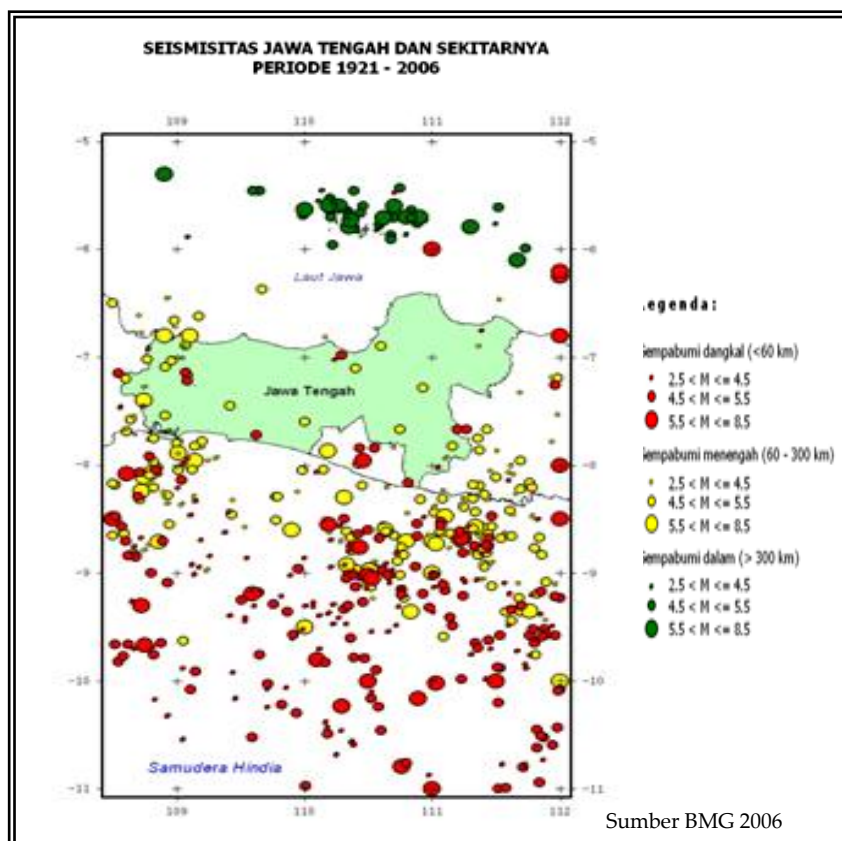 SEISMISITAS JAWA TENGAH DAN SEKITARNYA
PERIODE 1921 - 2006
109 110 111 112
-5
-6
-7
-8
-9
-10
-11
Laut Jawa
Jawa Tengah
Samudera Hindia
109 110 111 112
egenda:
empabumi dangkal (<60 km)
2.5 < M <= 4.5
4.5 < M <= 5.5
5.5 < M <= 8.5
empabumi menengah (60 - 300 km)
2.5 < M <= 4.5
4.5 < M <= 5.5
5.5 < M <= 8.5
empabumi dalam (> 300 km)
2.5 < M <= 4.5
4.5 < M <= 5.5
5.5 < M <= 8.5
Sumber BMG 2006